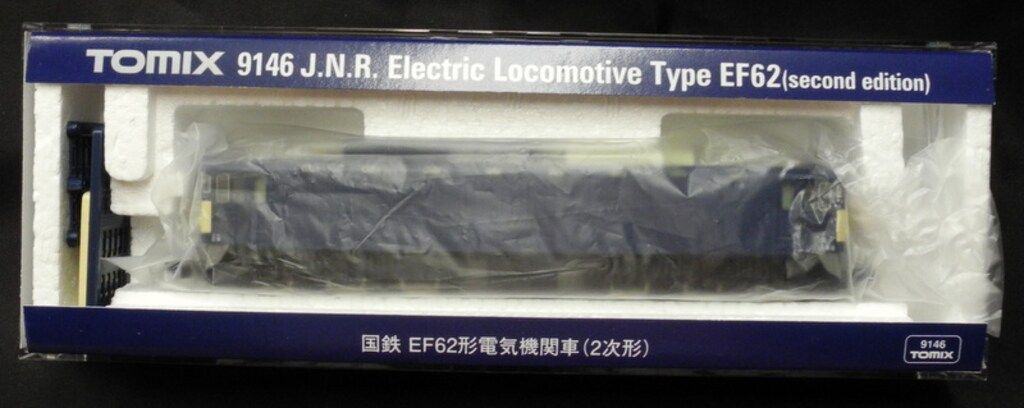 TOMIX 9146 J.N.R. Electric Locomotive Type EF62(second edition)
国鉄 EF62形電気機関車(2次形)
9146
TOMIX